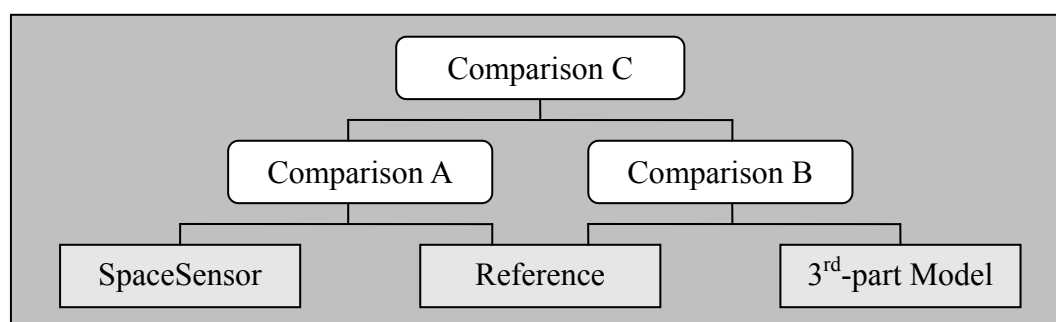 Comparison C
Comparison A
Comparison B
SpaceSensor
Reference
3rd-part Model